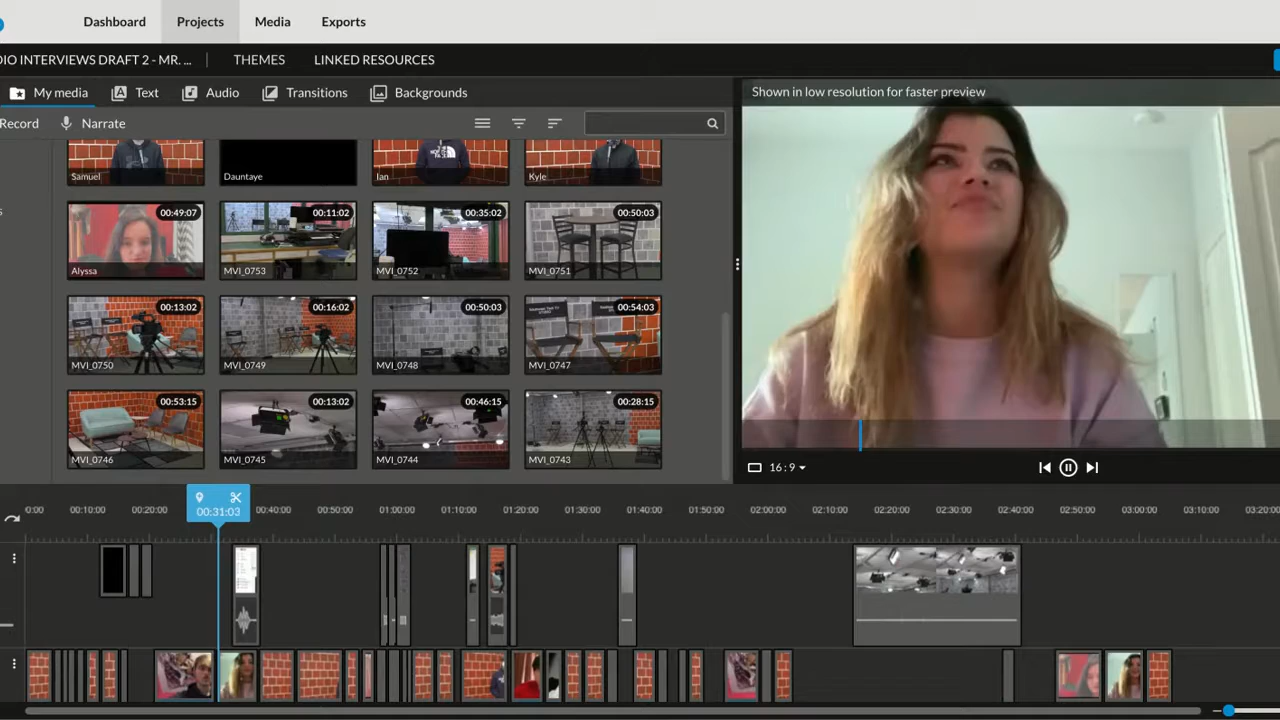 Dashboard Projects Media Exports
DIO INTERVIEWS DRAFT 2 - MR. ... THEMES LINKED RESOURCES
My media Text Audio Transitions Backgrounds
Shown in low resolution for faster preview
Record Narrate
Samuel Dauntaye Ian Kyle
00:49:07 00:11:02 00:35:02 00:50:03
Alyssa MVI_0753 MVI_0752 MVI_0751
00:13:02 00:16:02 00:50:03 00:54:03
MVI_0750 MVI_0749 MVI_0748 MVI_0747
00:53:15 00:13:02 00:46:15 00:28:15
MVI_0746 MVI_0745 MVI_0744 MVI_0743
16:9
0:00 00:10:00 00:20:00 00:31:03 00:40:00 00:50:00 01:00:00 01:10:00 01:20:00 01:30:00 01:40:00 01:50:00 02:00:00 02:10:00 02:20:00 02:30:00 02:40:00 02:50:00 03:00:00 03:10:00 03:20:00